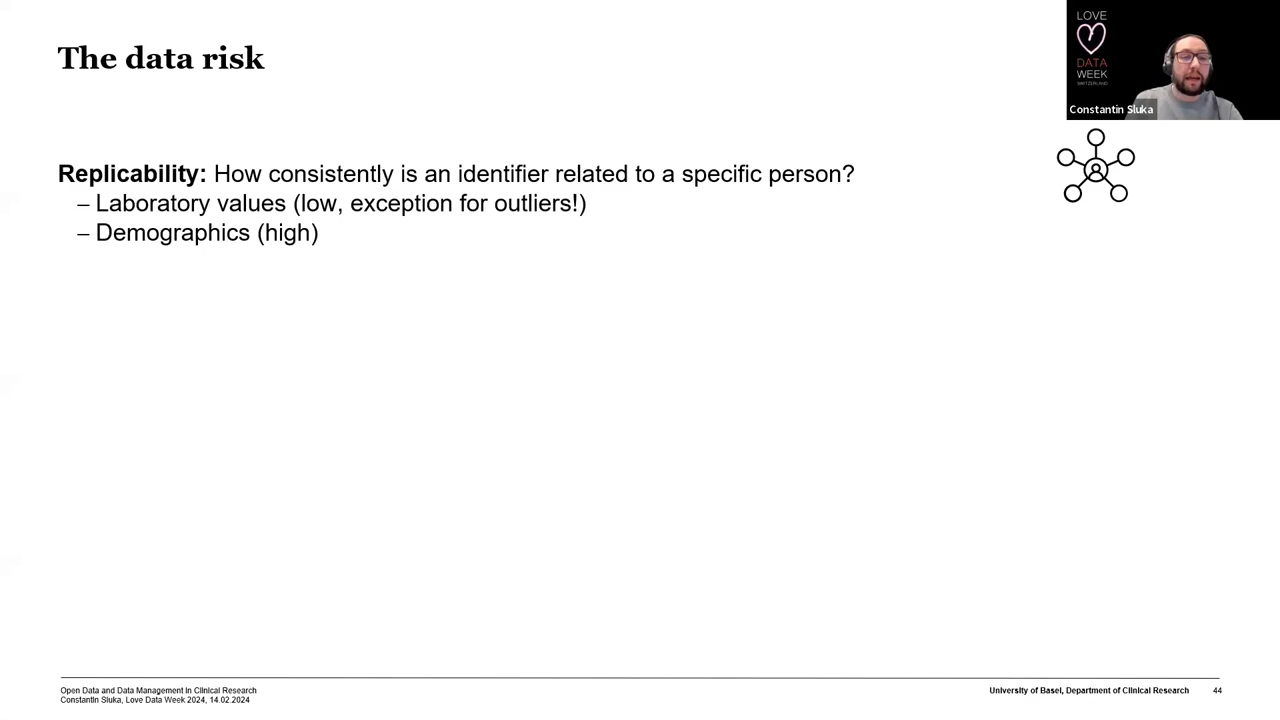 The data risk
LOVE
DATA
WEEK
SWITZERLAND
Constantin Sluka
Replicability: How consistently is an identifier related to a specific person?
– Laboratory values (low, exception for outliers!)
– Demographics (high)
Open Data and Data Management in Clinical Research
Constantin Sluka, Love Data Week 2024, 14.02.2024
University of Basel, Department of Clinical Research 44